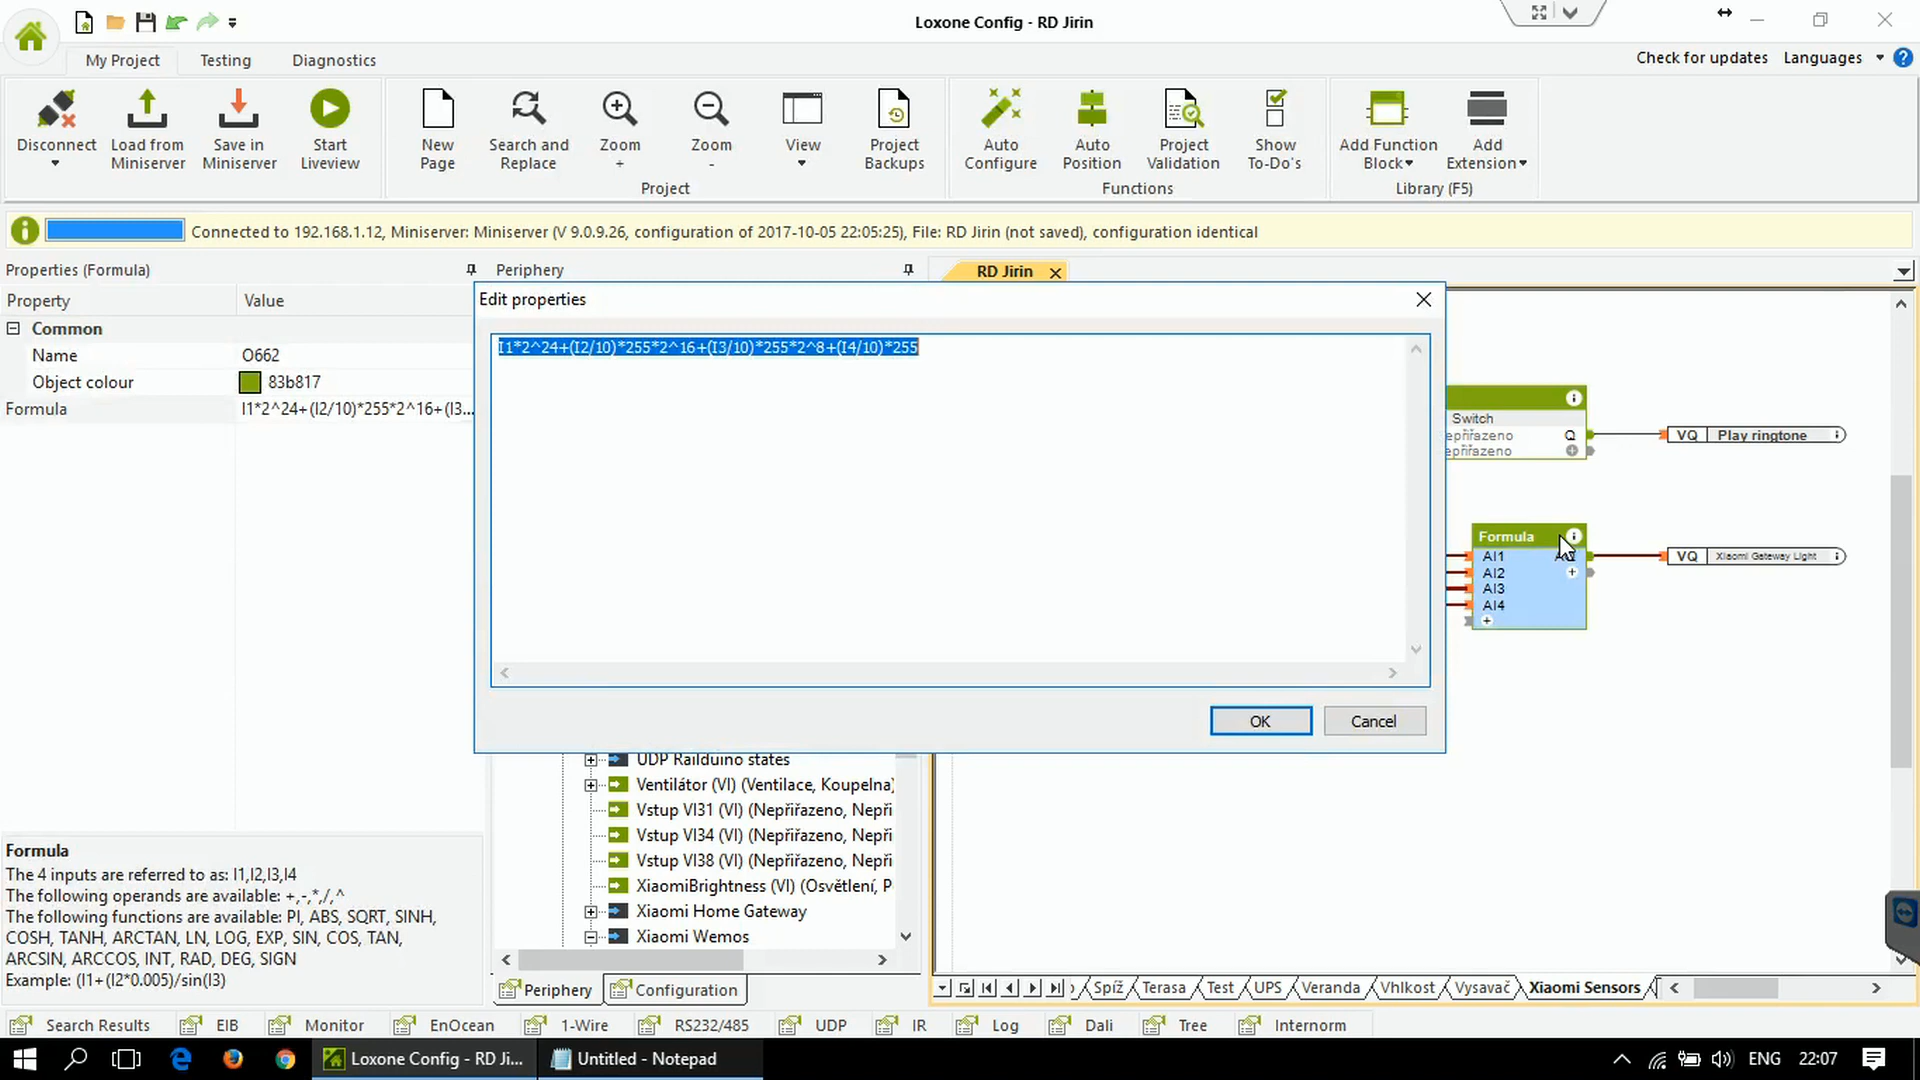 Loxone Config - RD Jirin
My Project
Testing
Diagnostics
Check for updates
Languages
Disconnect
Load from
Miniserver
Save in
Miniserver
Start
Liveview
New
Page
Search and
Replace
Zoom
+
Zoom
-
View
Project
Backups
Auto
Configure
Auto
Position
Project
Validation
Show
To-Do's
Add Function
Block
Add
Extension
Project
Functions
Library (F5)
Connected to 192.168.1.12, Miniserver: Miniserver (V 9.0.9.26, configuration of 2017-10-05 22:05:25), File: RD Jirin (not saved), configuration identical
Properties (Formula)
Periphery
RD Jirin
Property
Value
Common
Name
O662
Object colour
83b817
Formula
I1*2^24+(I2/10)*255*2^16+(I3...
Edit properties
I1*2^24+(I2/10)*255*2^16+(I3/10)*255*2^8+(I4/10)*255
OK
Cancel
Switch
epřiřazeno
Q
epřiřazeno
VQ
Play ringtone
Formula
AI1
AI2
AI3
AI4
VQ
Xiaomi Gateway Light
UDP Railduino states
Ventilátor (VI) (Ventilace, Koupelna)
Vstup VI31 (VI) (Nepřiřazeno, Nepři
Vstup VI34 (VI) (Nepřiřazeno, Nepři
Vstup VI38 (VI) (Nepřiřazeno, Nepři
XiaomiBrightness (VI) (Osvětlení, P
Xiaomi Home Gateway
Xiaomi Wemos
Formula
The 4 inputs are referred to as: I1,I2,I3,I4
The following operands are available: +,-,*,/,^
The following functions are available: PI, ABS, SQRT, SINH,
COSH, TANH, ARCTAN, LN, LOG, EXP, SIN, COS, TAN,
ARCSIN, ARCCOS, INT, RAD, DEG, SIGN
Example: (I1+(I2*0.005)/sin(I3)
Periphery
Configuration
Spíž
Terasa
Test
UPS
Veranda
Vhlkost
Vysavač
Xiaomi Sensors
Search Results
EIB
Monitor
EnOcean
1-Wire
RS232/485
UDP
IR
Log
Dali
Tree
Internorm
Loxone Config - RD Ji...
Untitled - Notepad
ENG
22:07